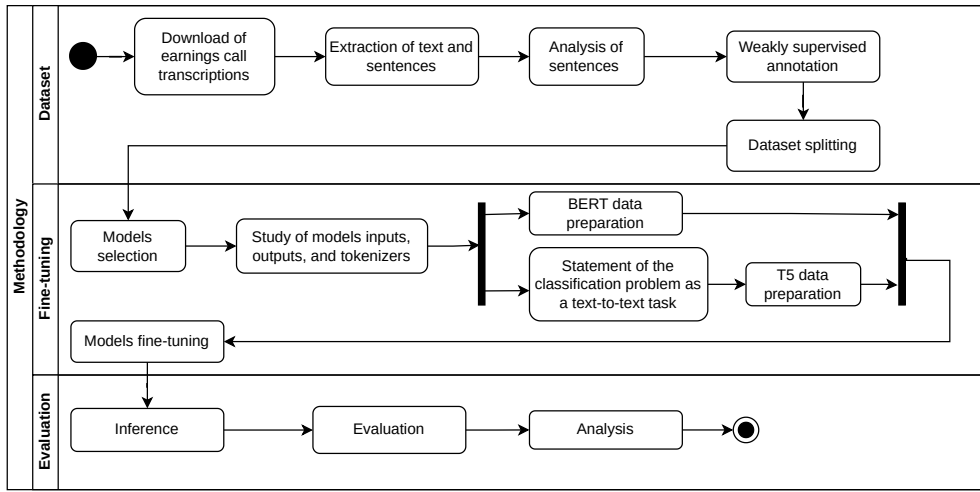 Methodology
Dataset
Download of
earnings call
transcriptions
Extraction of text and
sentences
Analysis of
sentences
Weakly supervised
annotation
Dataset splitting
Fine-tuning
Models
selection
Study of models inputs,
outputs, and tokenizers
BERT data
preparation
Statement of the
classification problem as
a text-to-text task
T5 data
preparation
Models fine-tuning
Evaluation
Inference
Evaluation
Analysis